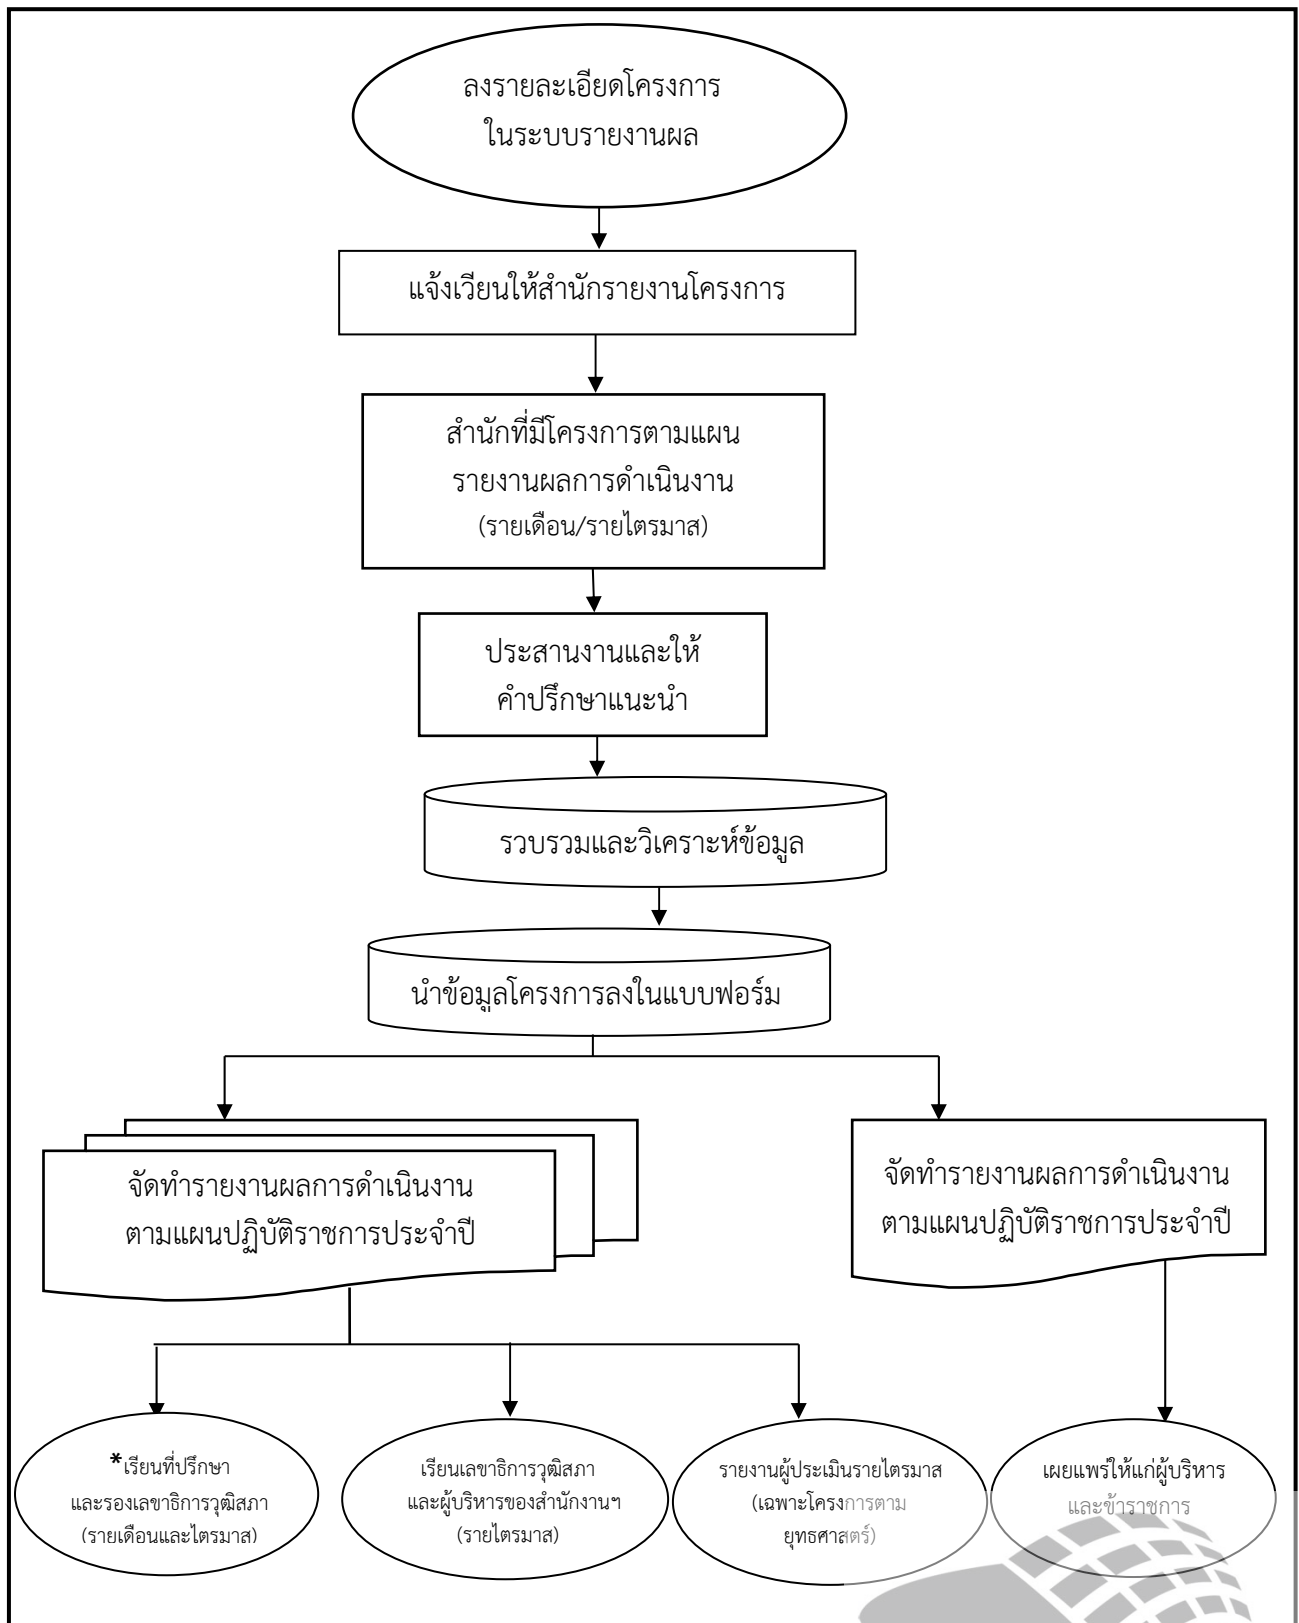 ลงรายละเอียดโครงการ
ในระบบรายงานผล
แจ้งเวียนให้สำนักรายงานโครงการ
สำนักที่มีโครงการตามแผน
รายงานผลการดำเนินงาน
(รายเดือน/รายไตรมาส)
ประสานงานและให้
คำปรึกษาแนะนำ
รวบรวมและวิเคราะห์ข้อมูล
นำข้อมูลโครงการลงในแบบฟอร์ม
จัดทำรายงานผลการดำเนินงาน
ตามแผนปฏิบัติราชการประจำปี
จัดทำรายงานผลการดำเนินงาน
ตามแผนปฏิบัติราชการประจำปี
*เรียนที่ปรึกษา
และรองเลขาธิการวุฒิสภา
(รายเดือนและไตรมาส)
เรียนเลขาธิการวุฒิสภา
และผู้บริหารของสำนักงานฯ
(รายไตรมาส)
รายงานผู้ประเมินรายไตรมาส
(เฉพาะโครงการตาม
ยุทธศาสตร์)
เผยแพร่ให้แก่ผู้บริหาร
และข้าราชการ